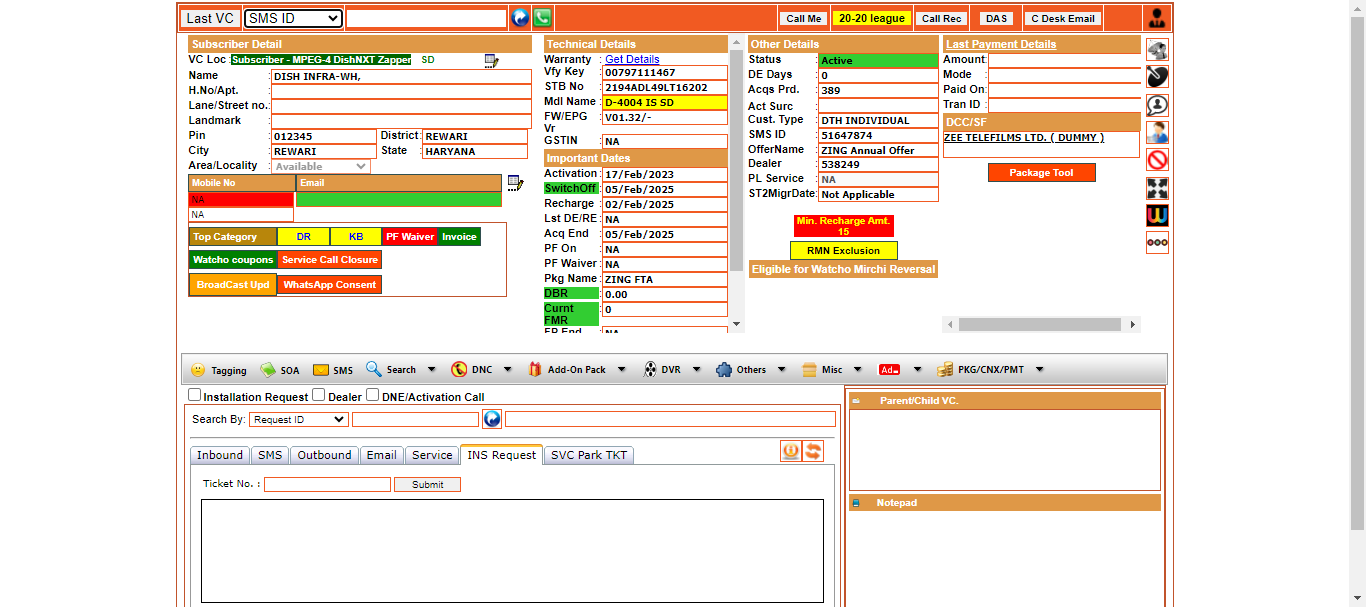 Last VC SMS ID Call Me 20-20 league Call Rec DAS C Desk Email
Subscriber Detail
VC Loc : Subscriber - MPEG-4 DishNXT Zapper SD
Name : DISH INFRA-WH,
H.No/Apt. :
Lane/Street no.:
Landmark :
Pin : 012345 District: REWARI
City : REWARI State : HARYANA
Area/Locality : Available
Mobile No Email
NA
NA
Top Category DR KB PF Waiver Invoice
Watcho coupons Service Call Closure
BroadCast Upd WhatsApp Consent
Technical Details
Warranty : Get Details
Vfy Key : 00797111467
STB No : 2194ADL49LT16202
Mdl Name : D-4004 IS SD
FW/EPG Vr : V01.32/-
GSTIN : NA
Important Dates
Activation : 17/Feb/2023
SwitchOff : 05/Feb/2025
Recharge : 02/Feb/2025
Lst DE/RE : NA
Acq End : 05/Feb/2025
PF On : NA
PF Waiver : NA
Pkg Name : ZING FTA
DBR : 0.00
Curnt FMR : 0
FP End : NA
Other Details
Status : Active
DE Days : 0
Acqs Prd. : 389
Act Surc :
Cust. Type : DTH INDIVIDUAL
SMS ID : 51647874
OfferName : ZING Annual Offer
Dealer : 538249
PL Service : NA
ST2MigrDate: Not Applicable
Min. Recharge Amt.
15
RMN Exclusion
Eligible for Watcho Mirchi Reversal
Last Payment Details
Amount:
Mode :
Paid On:
Tran ID :
DCC/SF
ZEE TELEFILMS LTD. ( DUMMY )
Package Tool
Tagging SOA SMS Search DNC Add-On Pack DVR Others Misc Ad PKG/CNX/PMT
Installation Request Dealer DNE/Activation Call
Search By: Request ID
Inbound SMS Outbound Email Service INS Request SVC Park TKT
Ticket No. : Submit
Parent/Child VC.
Notepad